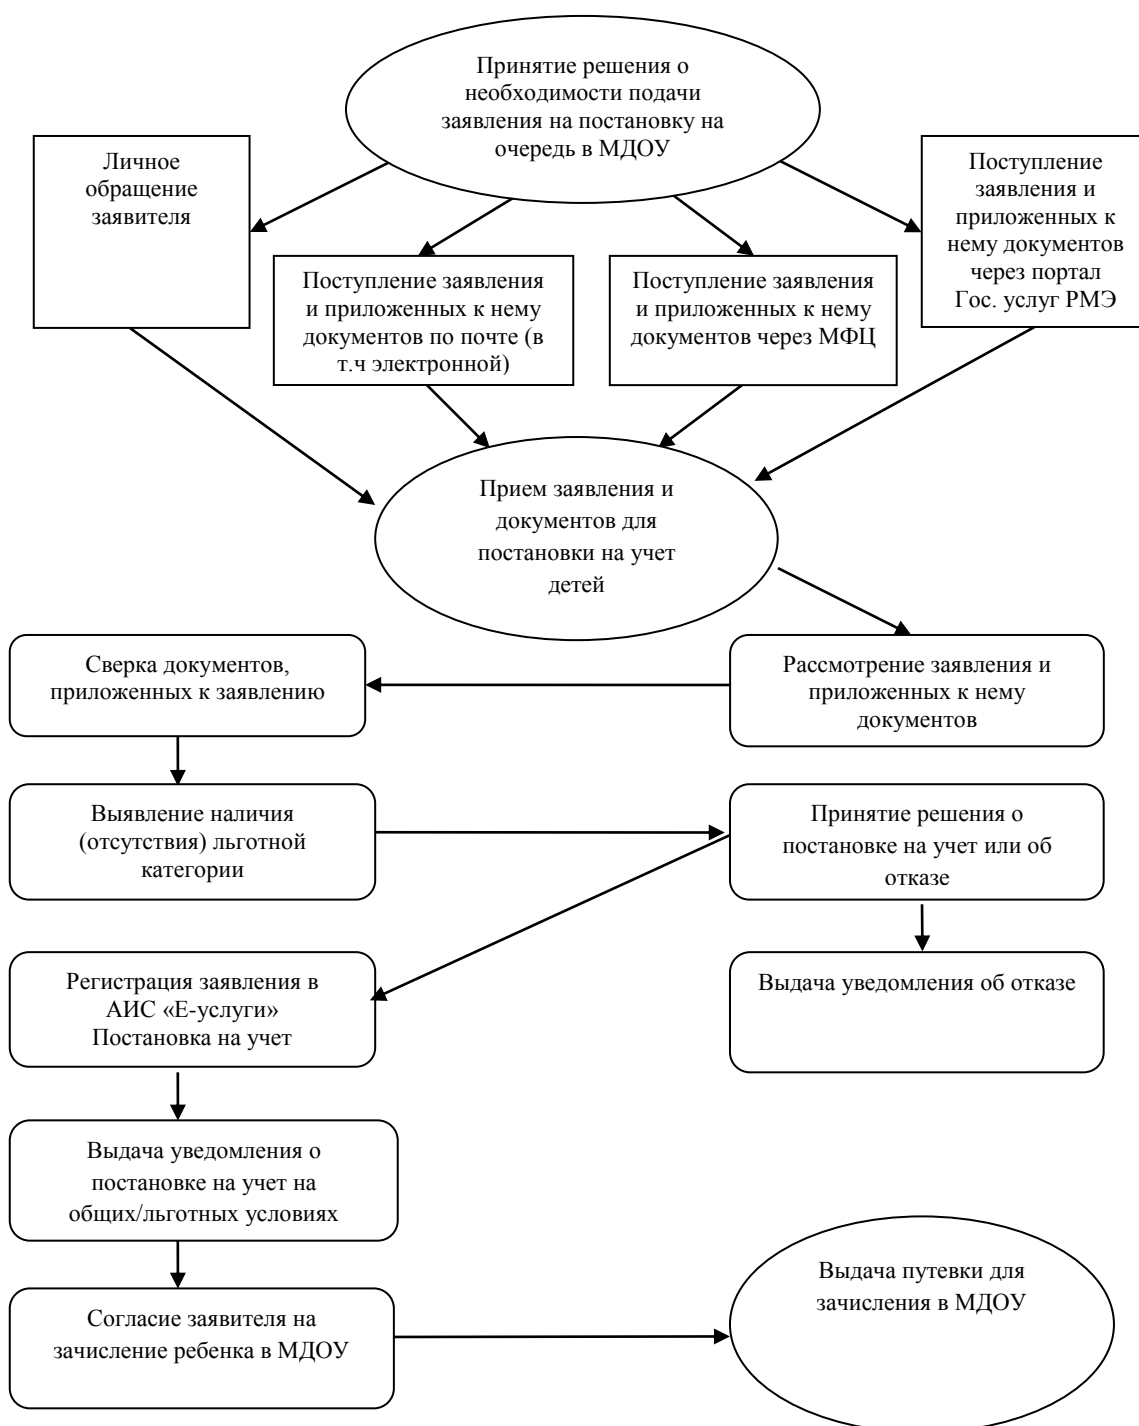 Принятие решения о
необходимости подачи
заявления на постановку на
очередь в МДОУ
Личное
обращение
заявителя
Поступление заявления
и приложенных к нему
документов по почте (в
т.ч электронной)
Поступление заявления
и приложенных к нему
документов через МФЦ
Поступление
заявления и
приложенных к
нему документов
через портал
Гос. услуг РМЭ
Прием заявления и
документов для
постановки на учет
детей
Сверка документов,
приложенных к заявлению
Рассмотрение заявления и
приложенных к нему
документов
Выявление наличия
(отсутствия) льготной
категории
Принятие решения о
постановке на учет или об
отказе
Регистрация заявления в
АИС «Е-услуги»
Постановка на учет
Выдача уведомления об отказе
Выдача уведомления о
постановке на учет на
общих/льготных условиях
Согласие заявителя на
зачисление ребенка в МДОУ
Выдача путевки для
зачисления в МДОУ